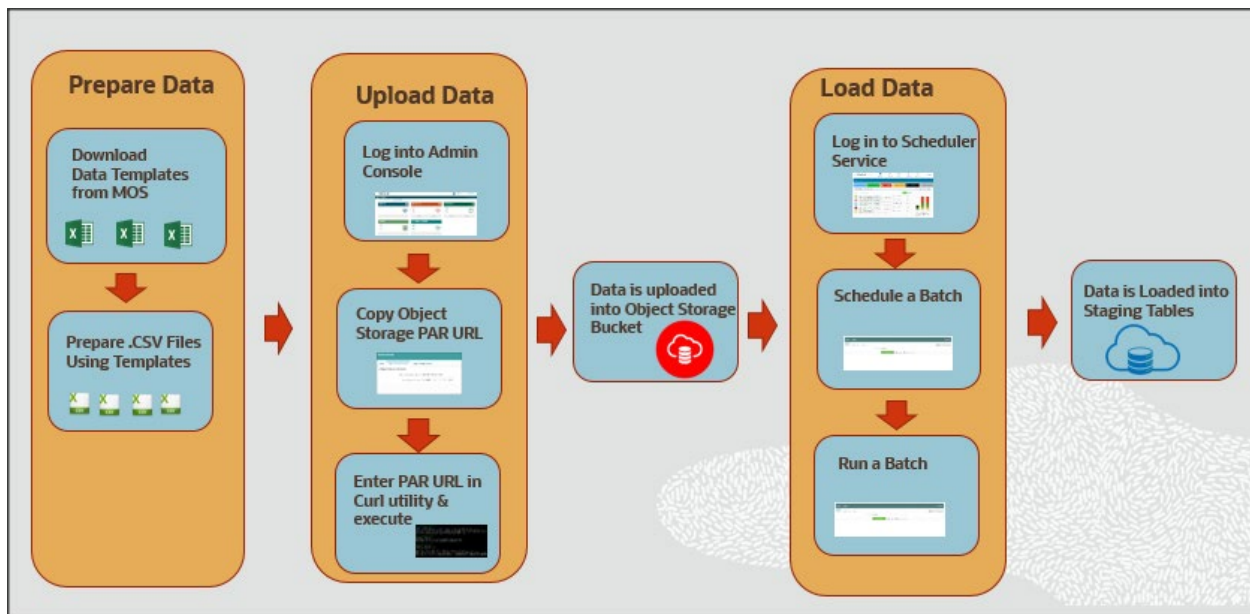 Prepare Data
Download
Data Templates
from MOS
Prepare .CSV Files
Using Templates
Upload Data
Log into Admin
Console
Copy Object
Storage PAR URL
Enter PAR URL in
Curl utility &
execute
Data is uploaded
into Object Storage
Bucket
Load Data
Log in to Scheduler
Service
Schedule a Batch
Run a Batch
Data is Loaded into
Staging Tables